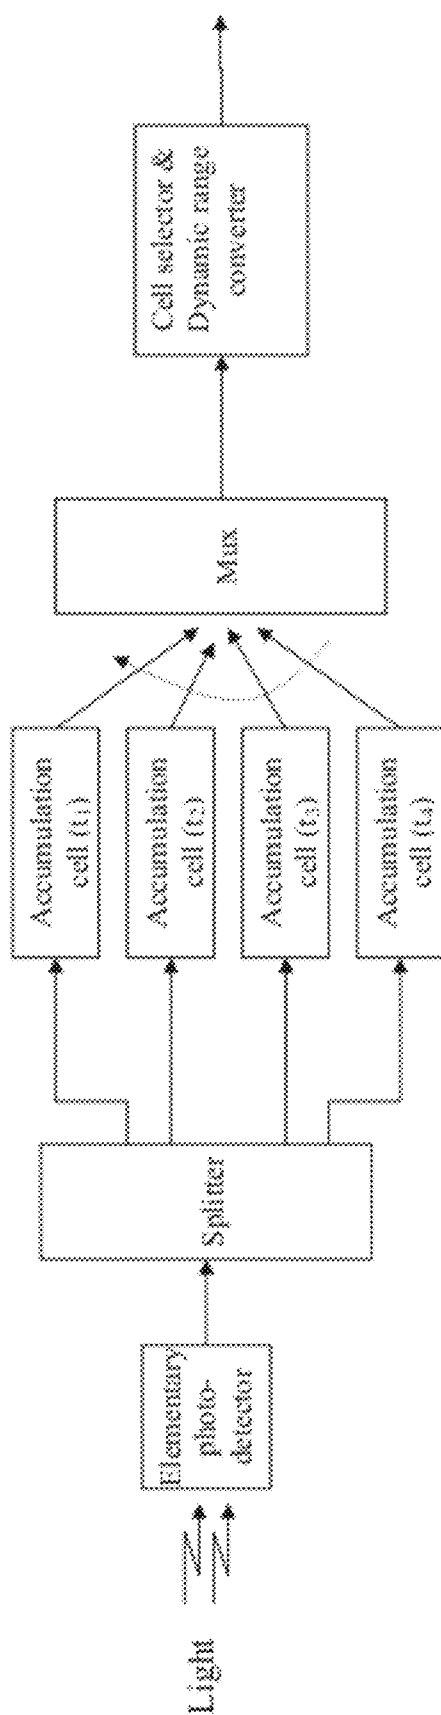 Light
Elementary
photo-
detector
Splitter
Accumulation
cell (t₁)
Accumulation
cell (t₂)
Accumulation
cell (t₃)
Accumulation
cell (t₄)
Mux
Cell selector &
Dynamic range
converter